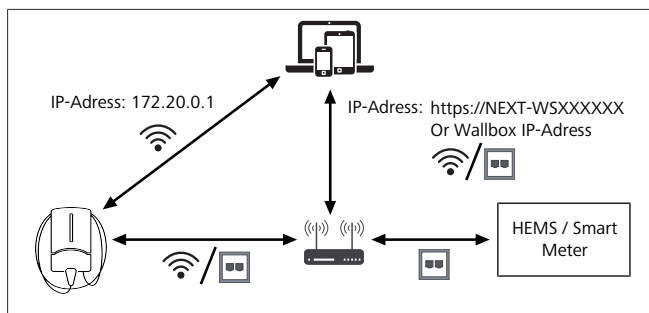 IP-Adress: 172.20.0.1
IP-Adress: https://NEXT-WSXXXXXX
Or Wallbox IP-Adress
HEMS / Smart
Meter